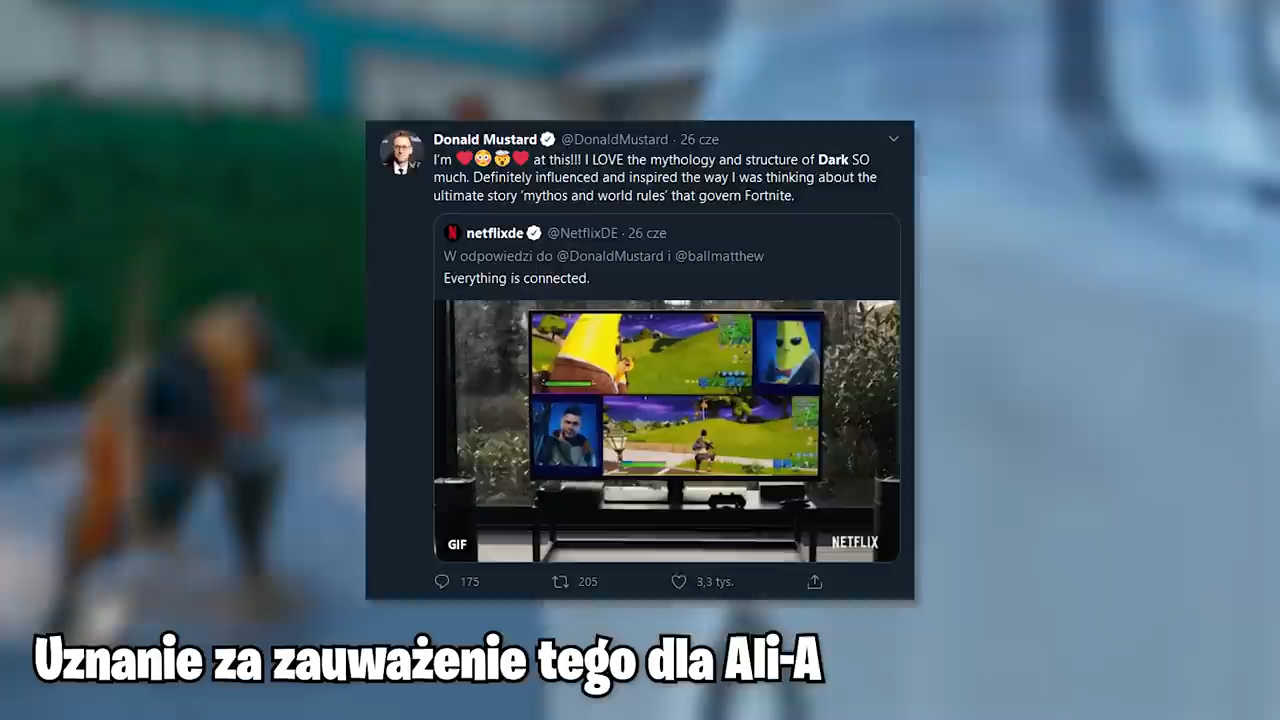 Donald Mustard @DonaldMustard · 26 cze
I'm ❤️😳🤯❤️ at this!!! I LOVE the mythology and structure of Dark SO
much. Definitely influenced and inspired the way I was thinking about the
ultimate story 'mythos and world rules' that govern Fortnite.
N netflixde @NetflixDE · 26 cze
W odpowiedzi do @DonaldMustard i @ballmatthew
Everything is connected.
GIF
NETFLIX
175 205 3,3 tys.
Uznanie za zauważenie tego dla Ali-A